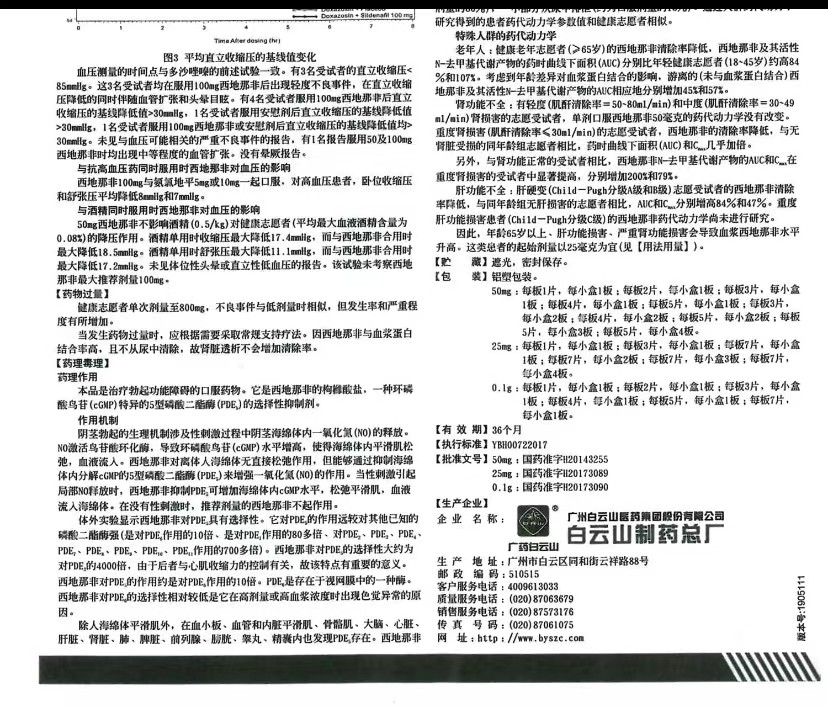 Doxazosin + Sildenafil 100 mg
0 1 2 3 4 5 6 7 8
Time After dosing (hr)
图3 平均直立收缩压的基线值变化
血压测量的时间点与多沙唑嗪的前述试验一致。有3名受试者的直立收缩压<
85mmHg。这3名受试者均在服用100mg西地那非后出现轻度不良事件，在直立收缩
压降低的同时伴随血管扩张和头晕目眩。有4名受试者服用100mg西地那非后直立
收缩压的基线降低值>30mmHg，1名受试者服用安慰剂后直立收缩压的基线降低值
>30mmHg，1名受试者服用100mg西地那非或安慰剂后直立收缩压的基线降低值均>
30mmHg。未见与血压可能相关的严重不良事件的报告，有1名报告服用50及100mg
西地那非时均出现中等程度的血管扩张。没有晕厥报告。
与抗高血压药同时服用时西地那非对血压的影响
西地那非100mg与氨氯地平5mg或10mg一起口服，对高血压患者，卧位收缩压
和舒张压平均降低8mmHg和7mmHg。
与酒精同时服用时西地那非对血压的影响
50mg西地那非不影响酒精(0.5/kg)对健康志愿者(平均最大血液酒精含量为
0.08%)的降压作用。酒精单用时收缩压最大降低17.4mmHg，而与西地那非合用时
最大降低18.5mmHg。酒精单用时舒张压最大降低11.1mmHg，而与西地那非合用时
最大降低17.2mmHg。未见体位性头晕或直立性低血压的报告。该试验未考察西地
那非最大推荐剂量100mg。
【药物过量】
健康志愿者单次剂量至800mg，不良事件与低剂量时相似，但发生率和严重程
度有所增加。
当发生药物过量时，应根据需要采取常规支持疗法。因西地那非与血浆蛋白
结合率高，且不从尿中清除，故肾脏透析不会增加清除率。
【药理毒理】
药理作用
本品是治疗勃起功能障碍的口服药物。它是西地那非的枸橼酸盐，一种环磷
酸鸟苷(cGMP)特异的5型磷酸二酯酶(PDE₅)的选择性抑制剂。
作用机制
阴茎勃起的生理机制涉及性刺激过程中阴茎海绵体内一氧化氮(NO)的释放。
NO激活鸟苷酸环化酶，导致环磷酸鸟苷(cGMP)水平增高，使得海绵体内平滑肌松
弛，血液流入。西地那非对离体人海绵体无直接松弛作用，但能够通过抑制海绵
体内分解cGMP的5型磷酸二酯酶(PDE₅)来增强一氧化氮(NO)的作用。当性刺激引起
局部NO释放时，西地那非抑制PDE₅可增加海绵体内cGMP水平，松弛平滑肌，血液
流入海绵体。在没有性刺激时，推荐剂量的西地那非不起作用。
体外实验显示西地那非对PDE₅具有选择性。它对PDE₅的作用远较对其他已知的
磷酸二酯酶强(是对PDE₆作用的10倍、是对PDE₁作用的80多倍、对PDE₂、PDE₃、PDE₄、
PDE₇、PDE₈、PDE₉、PDE₁₀、PDE₁₁作用的700多倍)。西地那非对PDE₅的选择性大约为
对PDE₃的4000倍，由于后者与心肌收缩力的控制有关，故该特点有重要的意义。
西地那非对PDE₅的作用约是对PDE₆作用的10倍。PDE₆是存在于视网膜中的一种酶。
西地那非对PDE₆的选择性相对较低是它在高剂量或高血浆浓度时出现色觉异常的原
因。
除人海绵体平滑肌外，在血小板、血管和内脏平滑肌、骨骼肌、大脑、心脏、
肝脏、肾脏、肺、脾脏、前列腺、膀胱、睾丸、精囊内也发现PDE₅存在。西地那非
研究得到的患者药代动力学参数值和健康志愿者相似。
特殊人群的药代动力学
老年人：健康老年志愿者(≥65岁)的西地那非清除率降低，西地那非及其活性
N-去甲基代谢产物的药时曲线下面积(AUC)分别比年轻健康志愿者(18~45岁)约高84
%和107%。考虑到年龄差异对血浆蛋白结合的影响，游离的(未与血浆蛋白结合)西
地那非及其活性N-去甲基代谢产物的AUC相应地分别增加45%和57%。
肾功能不全：有轻度(肌酐清除率=50~80ml/min)和中度(肌酐清除率=30~49
ml/min)肾损害的志愿受试者，单剂口服西地那非50毫克的药代动力学没有改变。
重度肾损害(肌酐清除率≤30ml/min)的志愿受试者，西地那非的清除率降低，与无
肾脏受损的同年龄组志愿者相比，药时曲线下面积(AUC)和Cmax几乎加倍。
另外，与肾功能正常的受试者相比，西地那非N-去甲基代谢产物的AUC和Cmax在
重度肾损害的受试者中显著提高，分别增加200%和79%。
肝功能不全：肝硬变(Child-Pugh分级A级和B级)志愿受试者的西地那非清除
率降低，与同年龄组无肝损害的志愿者相比，AUC和Cmax分别增高84%和47%。重度
肝功能损害患者(Child-Pugh分级C级)的西地那非药代动力学尚未进行研究。
因此，年龄65岁以上、肝功能损害、严重肾功能损害会导致血浆西地那非水平
升高。这类患者的起始剂量以25毫克为宜(见【用法用量】)。
【贮 藏】遮光，密封保存。
【包 装】铝塑包装。
50mg：每板1片，每小盒1板；每板2片，每小盒1板；每板3片，每小盒
1板；每板4片，每小盒1板；每板5片，每小盒1板；每板3片，
每小盒2板；每板4片，每小盒2板；每板5片，每小盒2板；每板
5片，每小盒3板；每板5片，每小盒4板。
25mg：每板1片，每小盒1板；每板3片，每小盒1板；每板7片，每小盒
1板；每板7片，每小盒2板；每板7片，每小盒3板；每板7片，
每小盒4板。
0.1g：每板1片，每小盒1板；每板2片，每小盒1板；每板3片，每小盒
1板；每板4片，每小盒1板；每板5片，每小盒1板；每板7片，
每小盒1板。
【有 效 期】36个月
【执行标准】YBH00722017
【批准文号】50mg：国药准字H20143255
25mg：国药准字H20173089
0.1g：国药准字H20173090
【生产企业】
企 业 名 称：
广药白云山
广州白云山医药集团股份有限公司
白云山制药总厂
生 产 地 址：广州市白云区同和街云祥路88号
邮 政 编 码：510515
客户服务电话：4009613033
质量服务电话：(020)87063679
销售服务电话：(020)87573176
传 真 号 码：(020)87061075
网 址：http://www.byszc.com
版本号:1905111